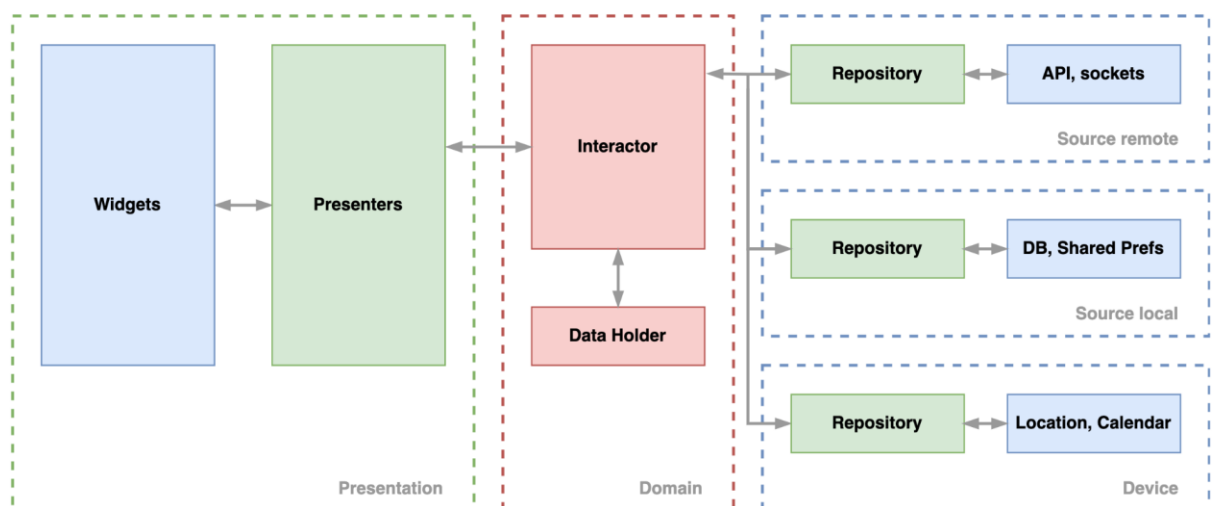 Widgets
Presenters
Presentation
Interactor
Data Holder
Domain
Repository
API, sockets
Source remote
Repository
DB, Shared Prefs
Source local
Repository
Location, Calendar
Device